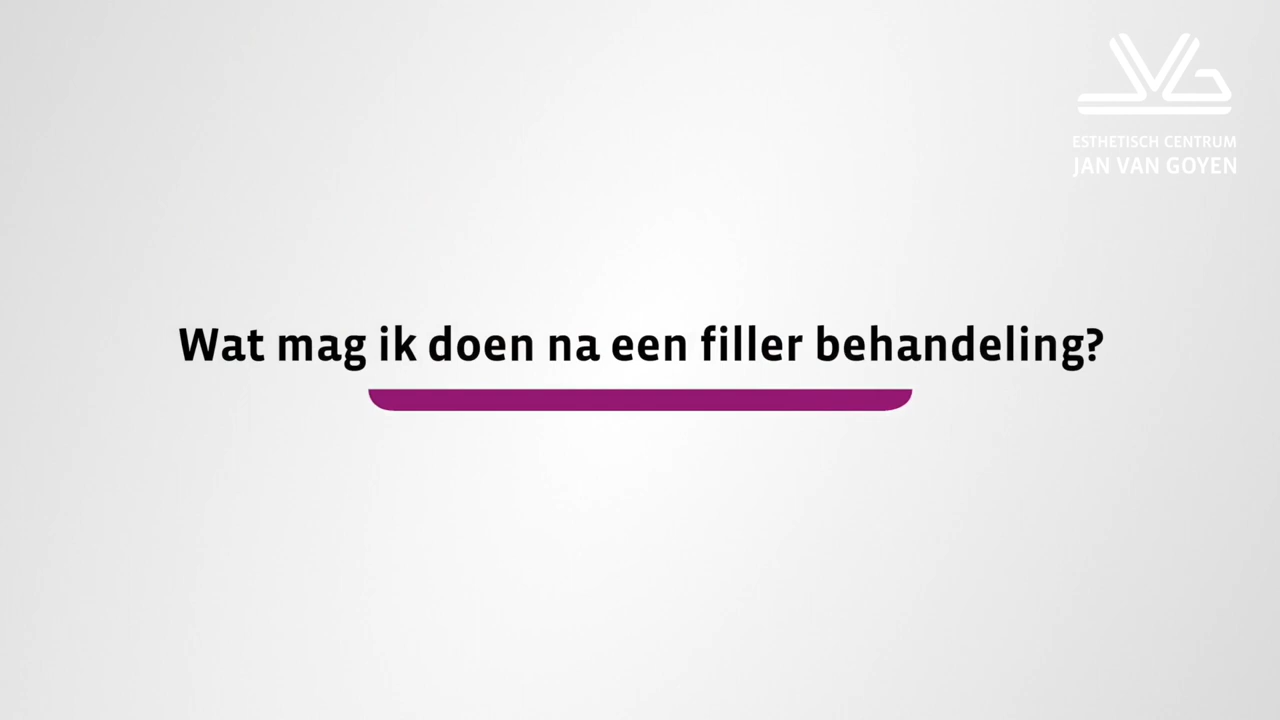 ESTHETISCH CENTRUM
JAN VAN GOYEN
Wat mag ik doen na een filler behandeling?